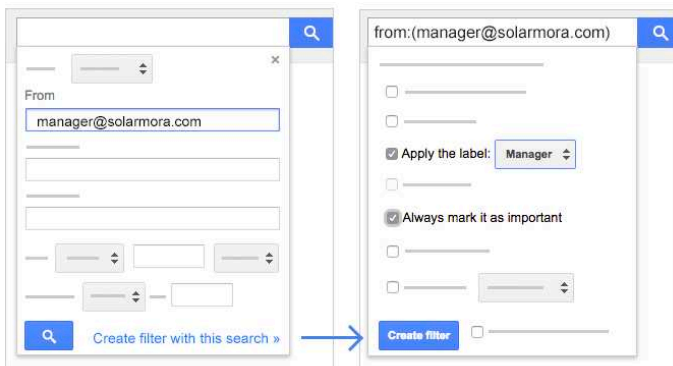 From
manager@solarmora.com
Create filter with this search »
from:(manager@solarmora.com)
Apply the label: Manager
Always mark it as important
Create filter